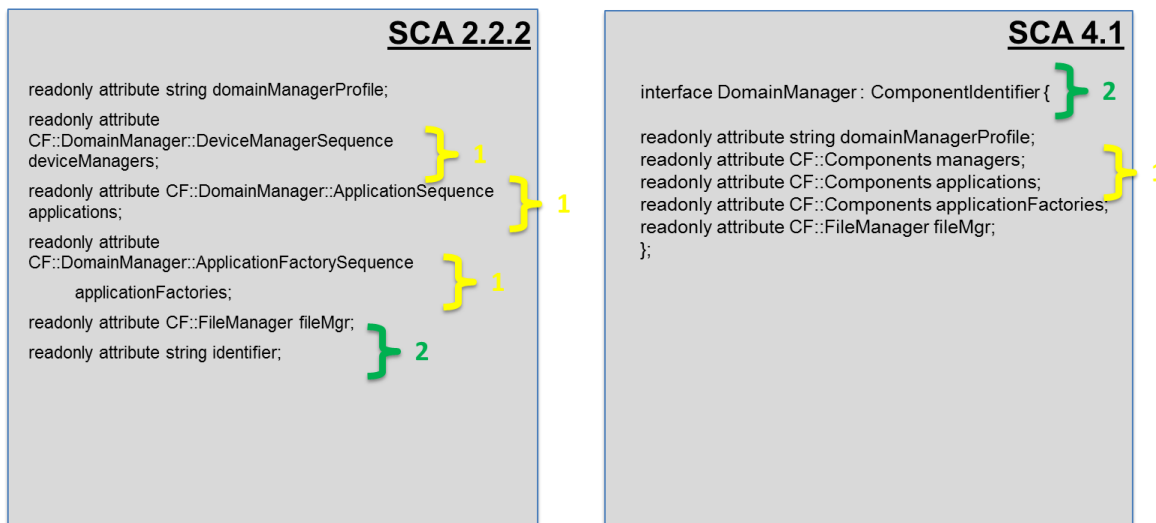 SCA 2.2.2
readonly attribute string domainManagerProfile;
readonly attribute
CF::DomainManager::DeviceManagerSequence
deviceManagers;
1
readonly attribute CF::DomainManager::ApplicationSequence
applications;
1
readonly attribute
CF::DomainManager::ApplicationFactorySequence
applicationFactories;
1
readonly attribute CF::FileManager fileMgr;
readonly attribute string identifier;
2
SCA 4.1
interface DomainManager : ComponentIdentifier {
2
readonly attribute string domainManagerProfile;
readonly attribute CF::Components managers;
readonly attribute CF::Components applications;
readonly attribute CF::Components applicationFactories;
readonly attribute CF::FileManager fileMgr;
};